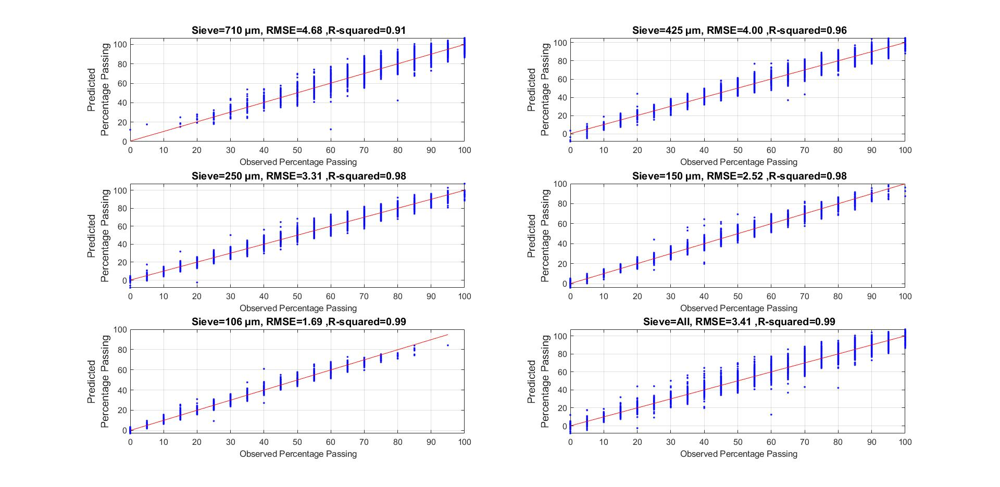 Sieve=710 µm, RMSE=4.68 ,R-squared=0.91
Predicted
Percentage Passing
100
80
60
40
20
0
0 10 20 30 40 50 60 70 80 90 100
Observed Percentage Passing
Sieve=425 µm, RMSE=4.00 ,R-squared=0.96
Predicted
Percentage Passing
100
80
60
40
20
0
0 10 20 30 40 50 60 70 80 90 100
Observed Percentage Passing
Sieve=250 µm, RMSE=3.31 ,R-squared=0.98
Predicted
Percentage Passing
100
80
60
40
20
0
0 10 20 30 40 50 60 70 80 90 100
Observed Percentage Passing
Sieve=150 µm, RMSE=2.52 ,R-squared=0.98
Predicted
Percentage Passing
100
80
60
40
20
0
0 10 20 30 40 50 60 70 80 90 100
Observed Percentage Passing
Sieve=106 µm, RMSE=1.69 ,R-squared=0.99
Predicted
Percentage Passing
100
80
60
40
20
0
0 10 20 30 40 50 60 70 80 90 100
Observed Percentage Passing
Sieve=All, RMSE=3.41 ,R-squared=0.99
Predicted
Percentage Passing
100
80
60
40
20
0
0 10 20 30 40 50 60 70 80 90 100
Observed Percentage Passing